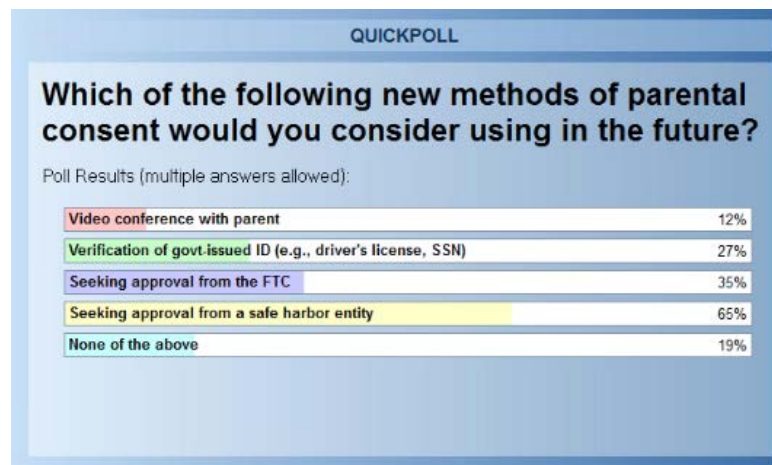 QUICKPOLL
Which of the following new methods of parental
consent would you consider using in the future?
Poll Results (multiple answers allowed):
Video conference with parent 12%
Verification of govt-issued ID (e.g., driver's license, SSN) 27%
Seeking approval from the FTC 35%
Seeking approval from a safe harbor entity 65%
None of the above 19%